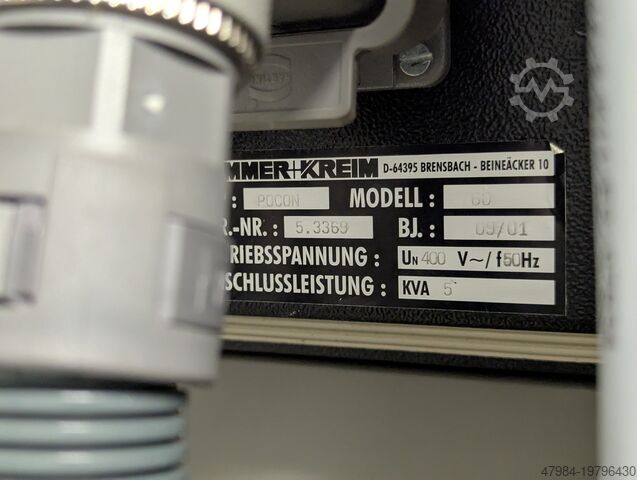 MMER+KREIM D-64395 BRENSBACH - BEINEÄCKER 10
: POCON MODELL : 60
R.-NR. : 5.3369 BJ. : 09/01
RIEBSSPANNUNG : UN 400 V~/ f50Hz
SCHLUSSLEISTUNG : KVA 5
47984-19796430